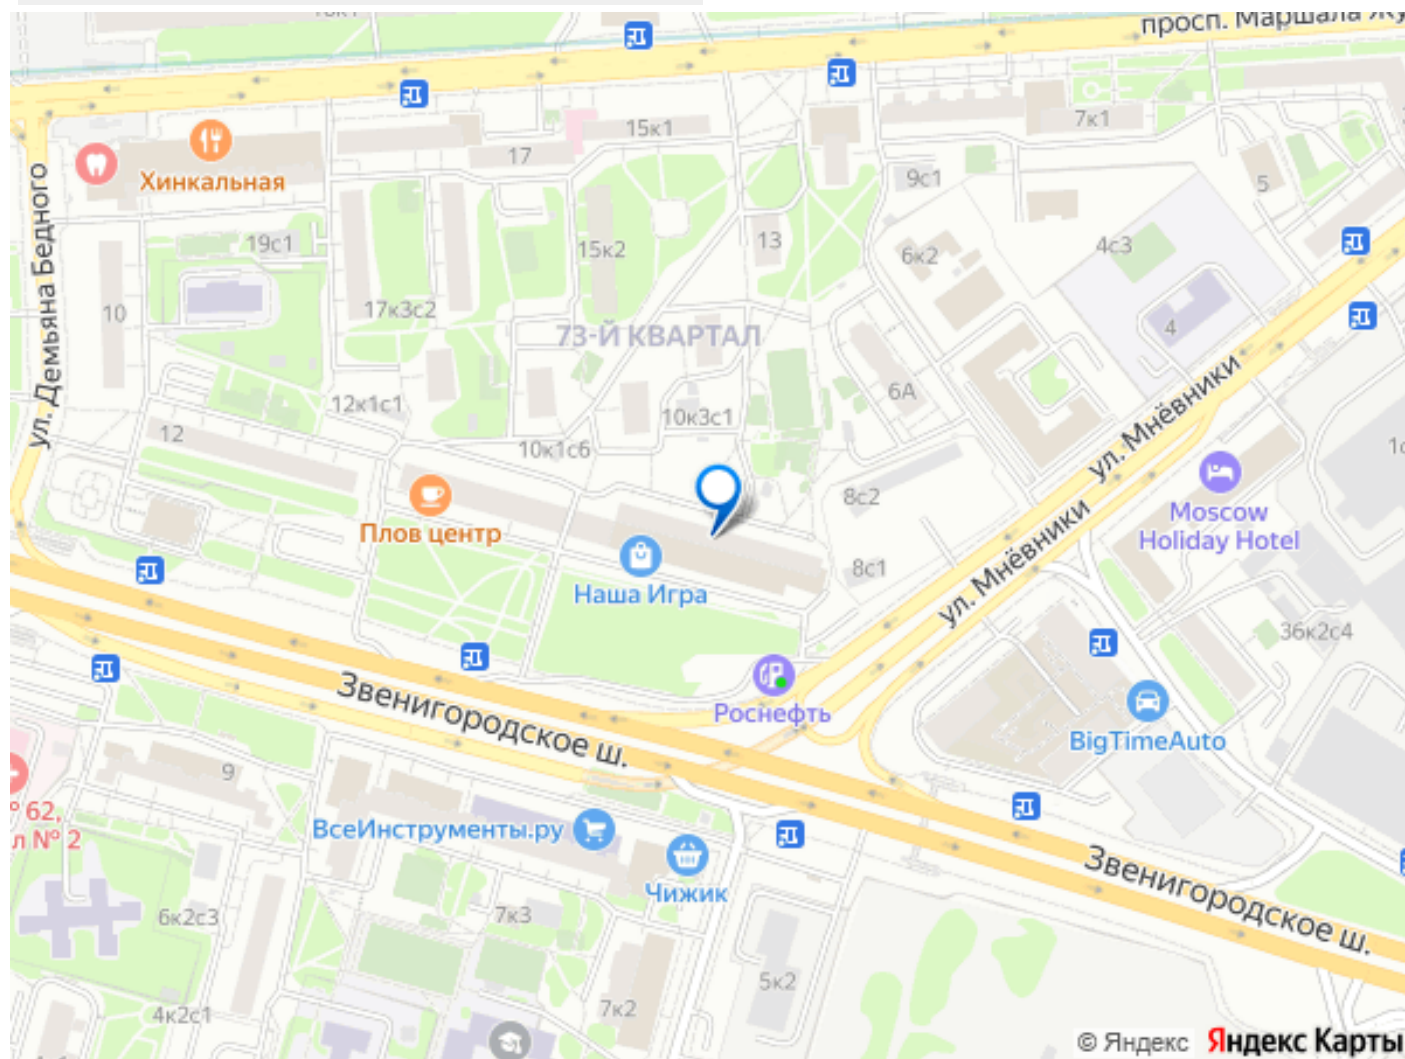 просп. Маршала Жу
15к1
7к1
17
Хинкальная
9с1
5
ул. Демьяна Бедного
19с1
15к2
13
6к2
4с3
10
17к3с2
73-Й КВАРТАЛ
4
6А
12к1с1
10к3с1
ул. Мнёвники
12
10к1с6
8с2
Плов центр
Moscow
Holiday Hotel
ул. Мнёвники
8с1
Наша Игра
36к2с4
Звенигородское ш.
Роснефть
BigTimeAuto
9
№ 62,
л № 2
ВсеИнструменты.ру
Чижик
Звенигородское ш.
6к2с3
7к3
5к2
7к2
4к2с1
© Яндекс Яндекс Карты